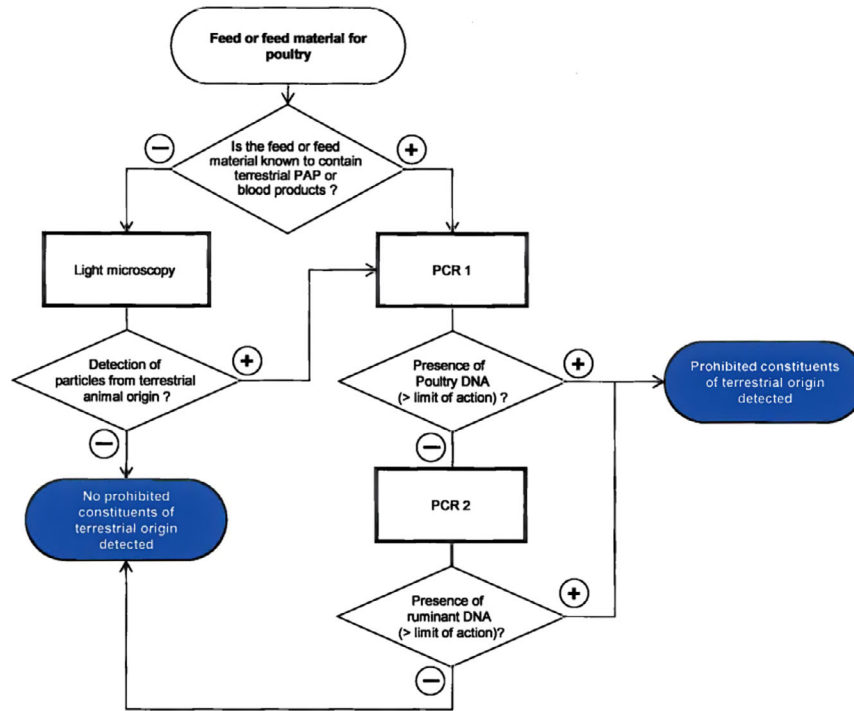 Feed or feed material for
poultry
Is the feed or feed
material known to contain
terrestrial PAP or
blood products ?
−
+
Light microscopy
PCR 1
Detection of
particles from terrestrial
animal origin ?
+
−
Presence of
Poultry DNA
(> limit of action) ?
+
−
Prohibited constituents
of terrestrial origin
detected
No prohibited
constituents of
terrestrial origin
detected
PCR 2
Presence of
ruminant DNA
(> limit of action)?
+
−